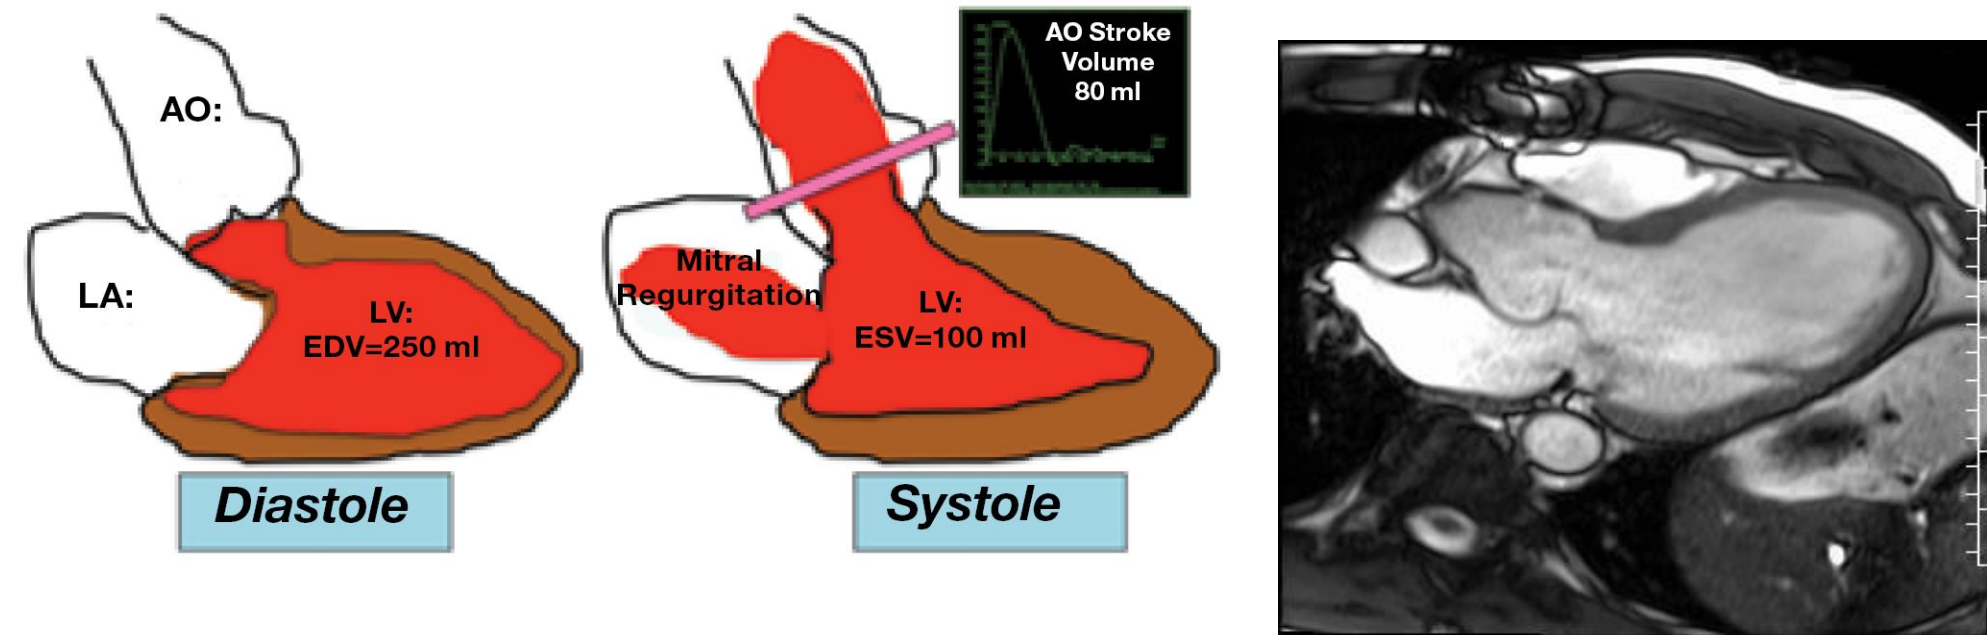 AO:
LA:
LV:
EDV=250 ml
Diastole
AO Stroke
Volume
80 ml
Mitral
Regurgitation
LV:
ESV=100 ml
Systole